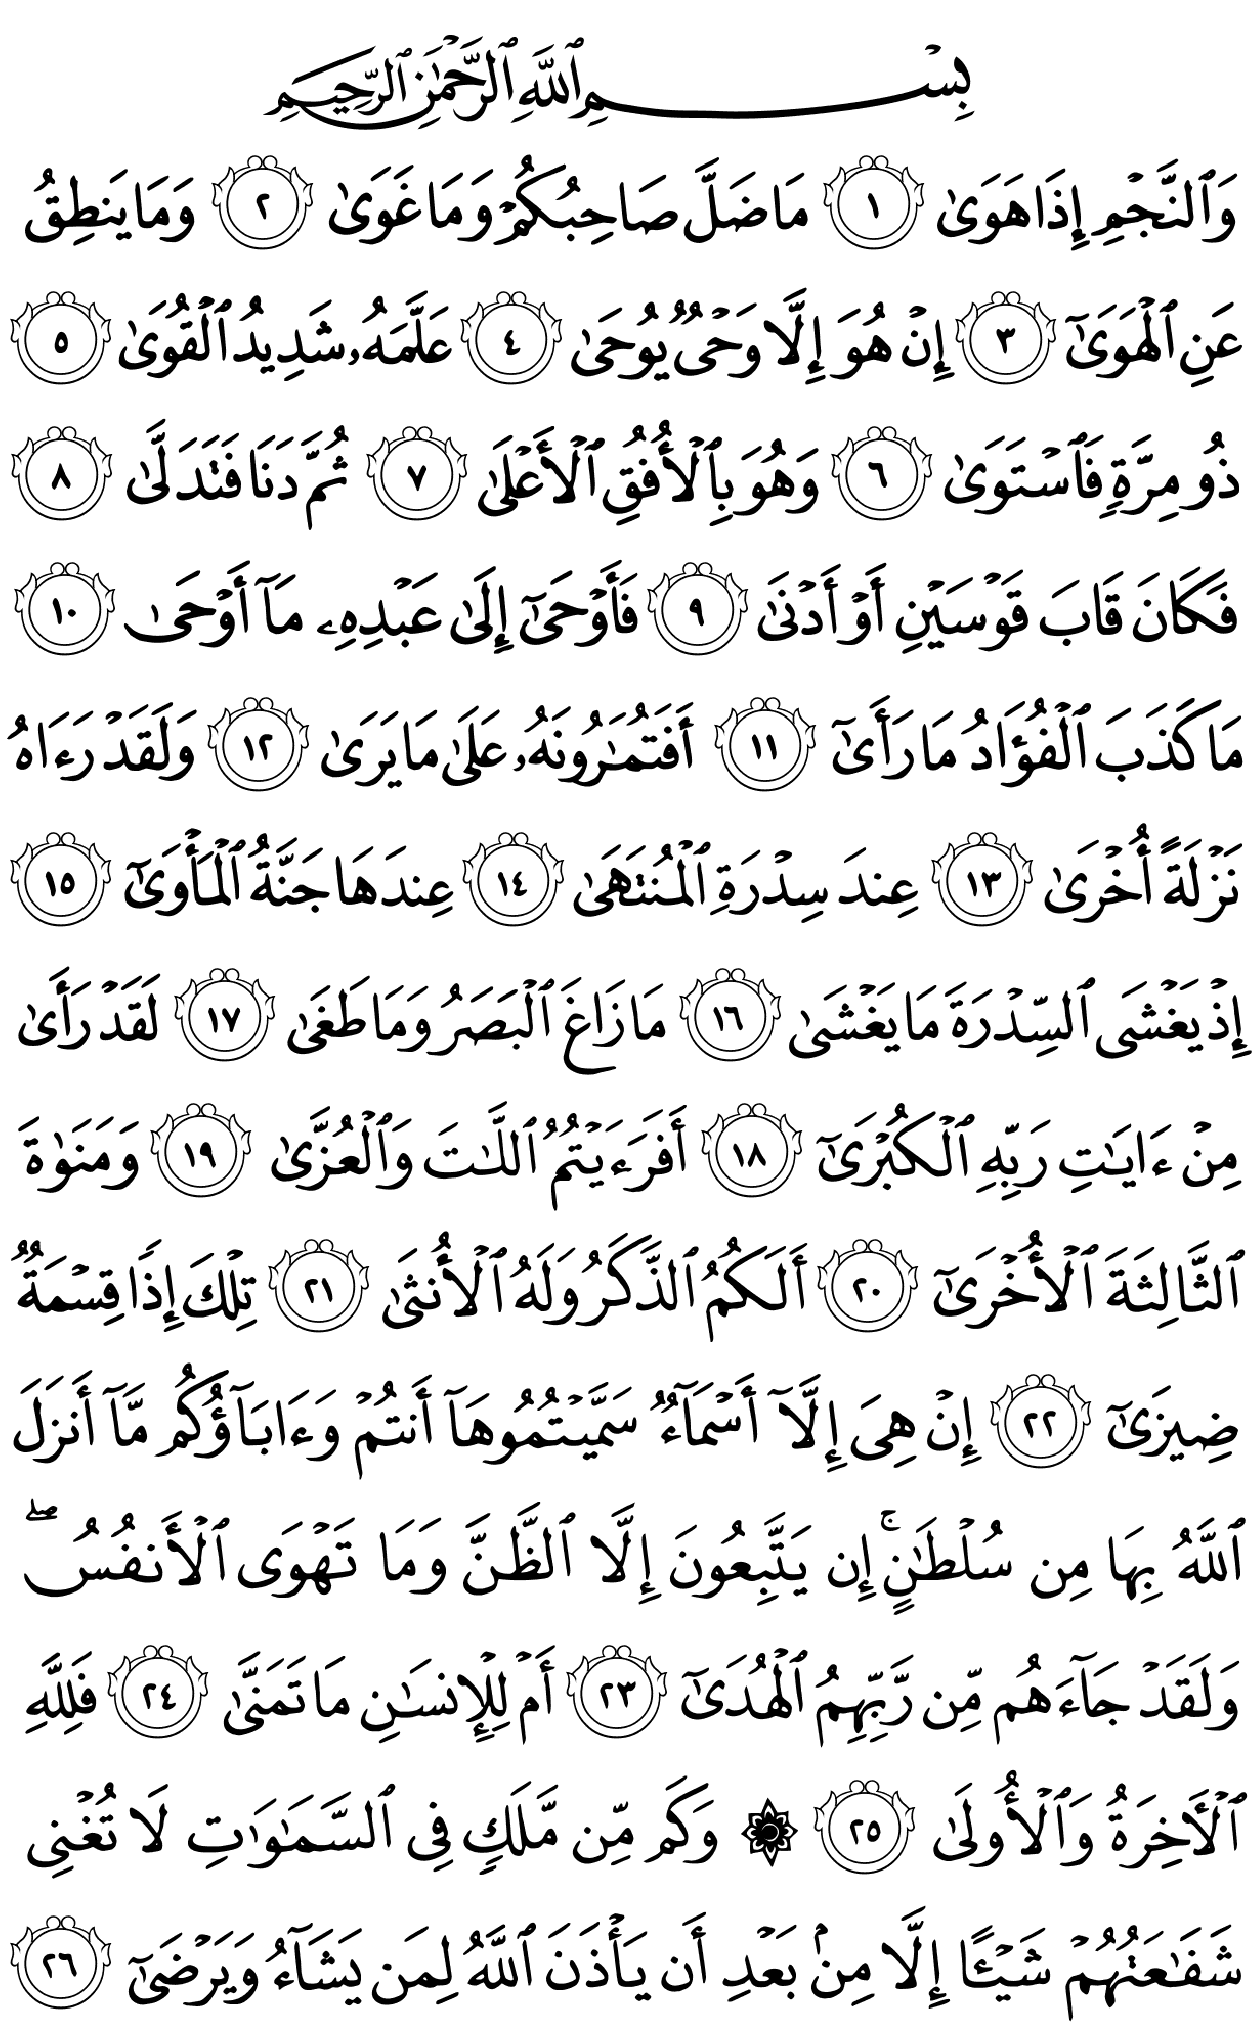 بِسْمِ ٱللَّهِ ٱلرَّحْمَٰنِ ٱلرَّحِيمِ
وَٱلنَّجْمِ إِذَا هَوَىٰ ١ مَا ضَلَّ صَاحِبُكُمْ وَمَا غَوَىٰ ٢ وَمَا يَنطِقُ
عَنِ ٱلْهَوَىٰٓ ٣ إِنْ هُوَ إِلَّا وَحْىٌ يُوحَىٰ ٤ عَلَّمَهُۥ شَدِيدُ ٱلْقُوَىٰ ٥
ذُو مِرَّةٍ فَٱسْتَوَىٰ ٦ وَهُوَ بِٱلْأُفُقِ ٱلْأَعْلَىٰ ٧ ثُمَّ دَنَا فَتَدَلَّىٰ ٨
فَكَانَ قَابَ قَوْسَيْنِ أَوْ أَدْنَىٰ ٩ فَأَوْحَىٰٓ إِلَىٰ عَبْدِهِۦ مَآ أَوْحَىٰ ١٠
مَا كَذَبَ ٱلْفُؤَادُ مَا رَأَىٰٓ ١١ أَفَتُمَٰرُونَهُۥ عَلَىٰ مَا يَرَىٰ ١٢ وَلَقَدْ رَءَاهُ
نَزْلَةً أُخْرَىٰ ١٣ عِندَ سِدْرَةِ ٱلْمُنتَهَىٰ ١٤ عِندَهَا جَنَّةُ ٱلْمَأْوَىٰٓ ١٥
إِذْ يَغْشَى ٱلسِّدْرَةَ مَا يَغْشَىٰ ١٦ مَا زَاغَ ٱلْبَصَرُ وَمَا طَغَىٰ ١٧ لَقَدْ رَأَىٰ
مِنْ ءَايَٰتِ رَبِّهِ ٱلْكُبْرَىٰٓ ١٨ أَفَرَءَيْتُمُ ٱللَّٰتَ وَٱلْعُزَّىٰ ١٩ وَمَنَوٰةَ
ٱلثَّالِثَةَ ٱلْأُخْرَىٰٓ ٢٠ أَلَكُمُ ٱلذَّكَرُ وَلَهُ ٱلْأُنثَىٰ ٢١ تِلْكَ إِذًا قِسْمَةٌ
ضِيزَىٰٓ ٢٢ إِنْ هِىَ إِلَّآ أَسْمَآءٌ سَمَّيْتُمُوهَآ أَنتُمْ وَءَابَآؤُكُم مَّآ أَنزَلَ
ٱللَّهُ بِهَا مِن سُلْطَٰنٍ ۚ إِن يَتَّبِعُونَ إِلَّا ٱلظَّنَّ وَمَا تَهْوَى ٱلْأَنفُسُ ۖ
وَلَقَدْ جَآءَهُم مِّن رَّبِّهِمُ ٱلْهُدَىٰٓ ٢٣ أَمْ لِلْإِنسَٰنِ مَا تَمَنَّىٰ ٢٤ فَلِلَّهِ
ٱلْءَاخِرَةُ وَٱلْأُولَىٰ ٢٥ ۞ وَكَم مِّن مَّلَكٍ فِى ٱلسَّمَٰوَٰتِ لَا تُغْنِى
شَفَٰعَتُهُمْ شَيْـًٔا إِلَّا مِنۢ بَعْدِ أَن يَأْذَنَ ٱللَّهُ لِمَن يَشَآءُ وَيَرْضَىٰٓ ٢٦